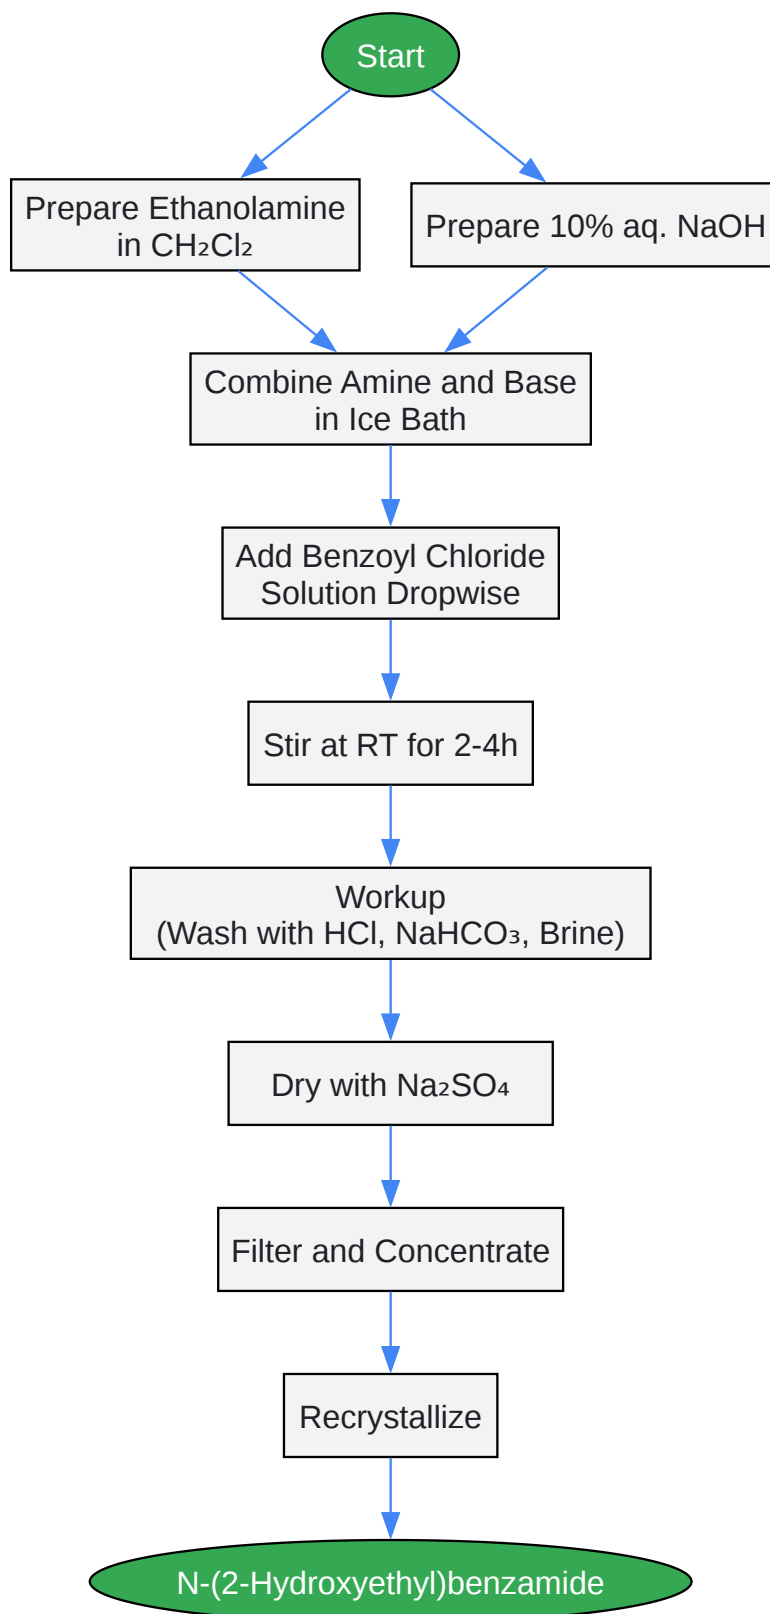 Start
Prepare Ethanolamine
in CH₂Cl₂
Prepare 10% aq. NaOH
Combine Amine and Base
in Ice Bath
Add Benzoyl Chloride
Solution Dropwise
Stir at RT for 2-4h
Workup
(Wash with HCl, NaHCO₃, Brine)
Dry with Na₂SO₄
Filter and Concentrate
Recrystallize
N-(2-Hydroxyethyl)benzamide